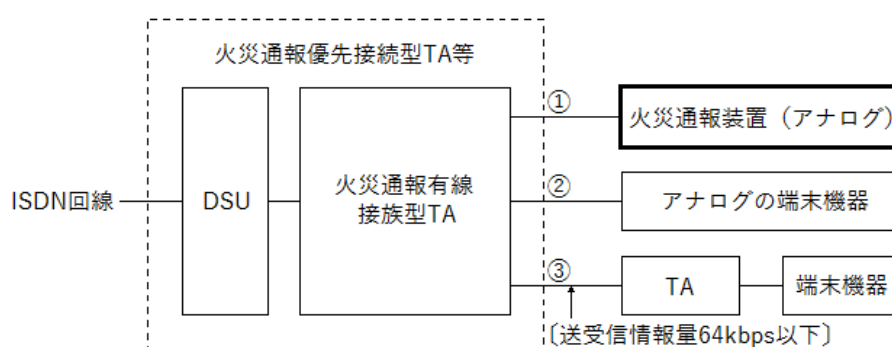 火災通報優先接続型TA等
①
火災通報装置（アナログ）
ISDN回線
DSU
火災通報有線
接族型TA
②
アナログの端末機器
③
TA
端末機器
〔送受信情報量64kbps以下〕